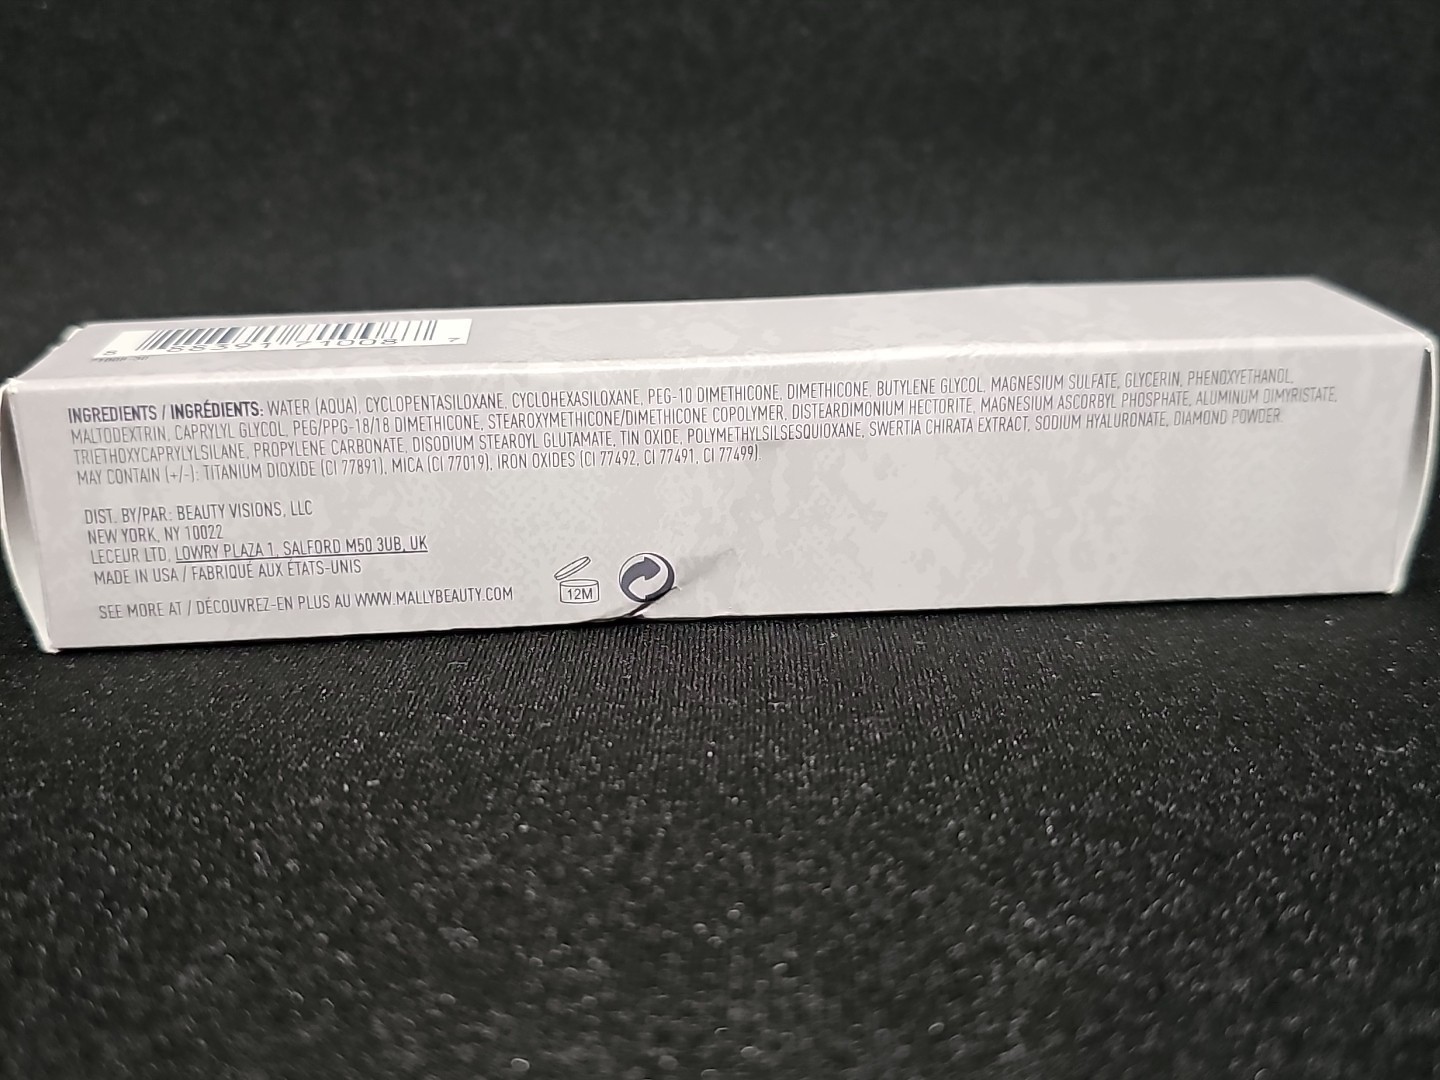 8 88391 71008 7
INGREDIENTS / INGRÉDIENTS: WATER (AQUA), CYCLOPENTASILOXANE, CYCLOHEXASILOXANE, PEG-10 DIMETHICONE, DIMETHICONE, BUTYLENE GLYCOL, MAGNESIUM SULFATE, GLYCERIN, PHENOXYETHANOL,
MALTODEXTRIN, CAPRYLYL GLYCOL, PEG/PPG-18/18 DIMETHICONE, STEAROXYMETHICONE/DIMETHICONE COPOLYMER, DISTEARDIMONIUM HECTORITE, MAGNESIUM ASCORBYL PHOSPHATE, ALUMINUM DIMYRISTATE,
TRIETHOXYCAPRYLYLSILANE, PROPYLENE CARBONATE, DISODIUM STEAROYL GLUTAMATE, TIN OXIDE, POLYMETHYLSILSESQUIOXANE, SWERTIA CHIRATA EXTRACT, SODIUM HYALURONATE, DIAMOND POWDER.
MAY CONTAIN (+/-): TITANIUM DIOXIDE (CI 77891), MICA (CI 77019), IRON OXIDES (CI 77492, CI 77491, CI 77499)
DIST. BY/PAR: BEAUTY VISIONS, LLC
NEW YORK, NY 10022
LECEUR LTD, LOWRY PLAZA 1, SALFORD M50 3UB, UK
MADE IN USA / FABRIQUÉ AUX ÉTATS-UNIS
SEE MORE AT / DÉCOUVREZ-EN PLUS AU WWW.MALLYBEAUTY.COM
12M